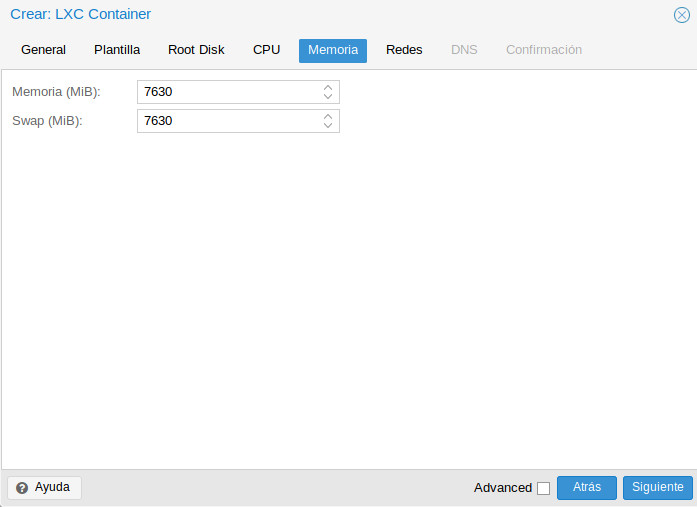 Crear: LXC Container
General Plantilla Root Disk CPU Memoria Redes DNS Confirmación
Memoria (MiB): 7630
Swap (MiB): 7630
Ayuda Advanced Atrás Siguiente